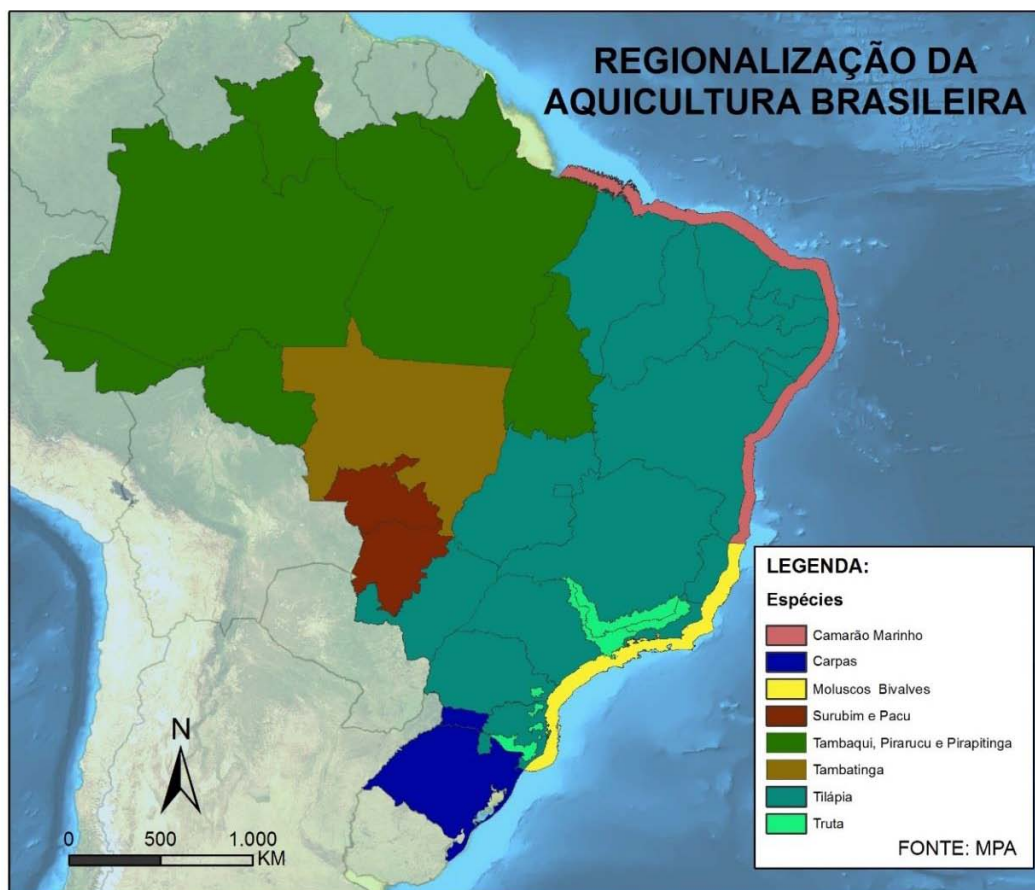 REGIONALIZAÇÃO DA
AQUICULTURA BRASILEIRA
LEGENDA:
Espécies
Camarão Marinho
Carpas
Moluscos Bivalves
Surubim e Pacu
Tambaqui, Pirarucu e Pirapitinga
Tambatinga
Tilápia
Truta
FONTE: MPA
N
0 500 1.000
KM